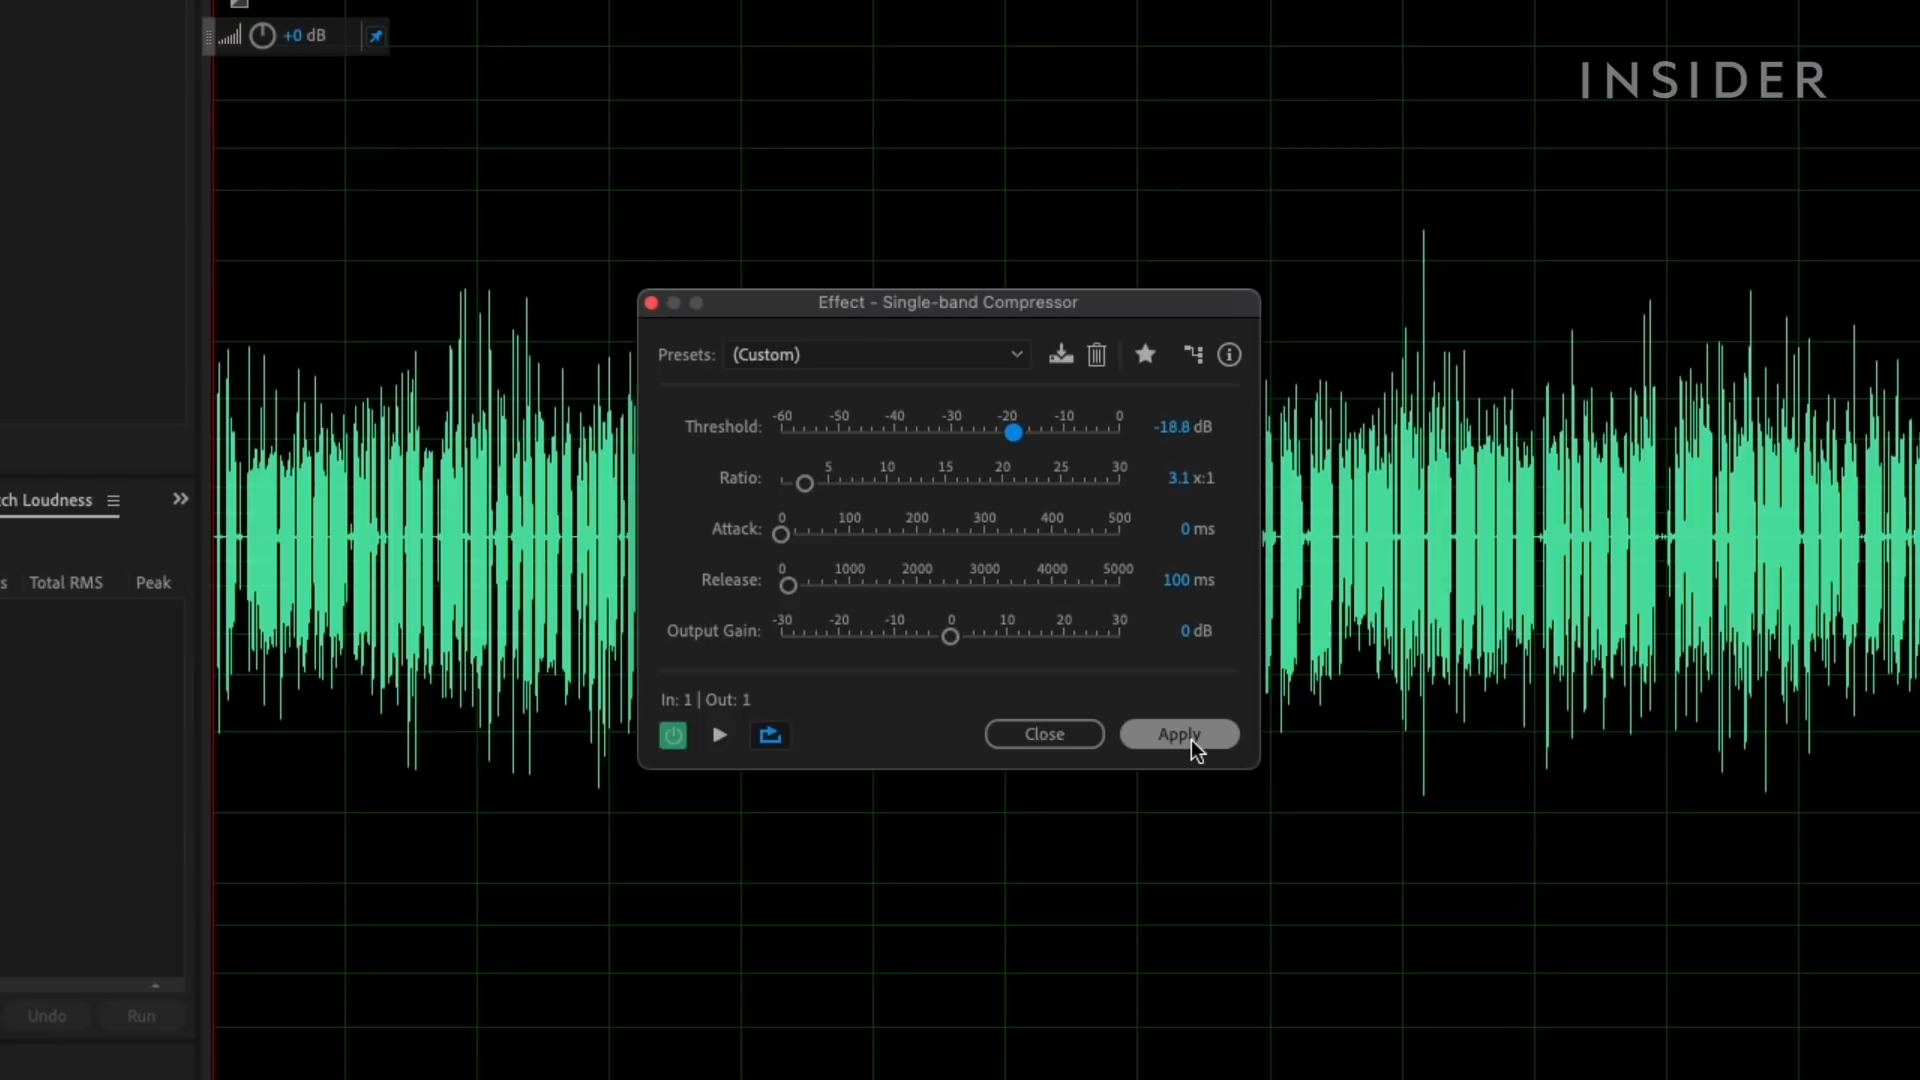 +0 dB
INSIDER
Effect - Single-band Compressor
Presets: (Custom)
-60 -50 -40 -30 -20 -10 0
Threshold: -18.8 dB
5 10 15 20 25 30
Ratio: 3.1 x:1
0 100 200 300 400 500
Attack: 0 ms
0 1000 2000 3000 4000 5000
Release: 100 ms
-30 -20 -10 0 10 20 30
Output Gain: 0 dB
In: 1 | Out: 1
Close Apply
tch Loudness
s Total RMS Peak
Undo Run